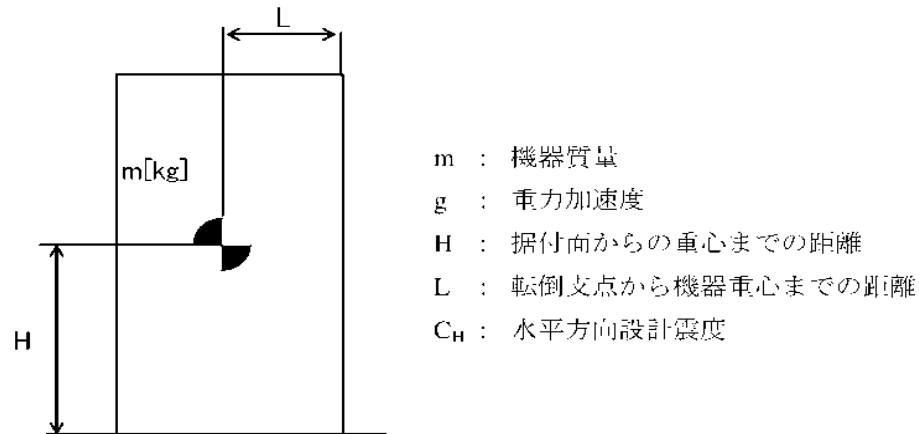 L
m[kg]
H
m : 機器質量
g : 重力加速度
H : 据付面からの重心までの距離
L : 転倒支点から機器重心までの距離
CH : 水平方向設計震度